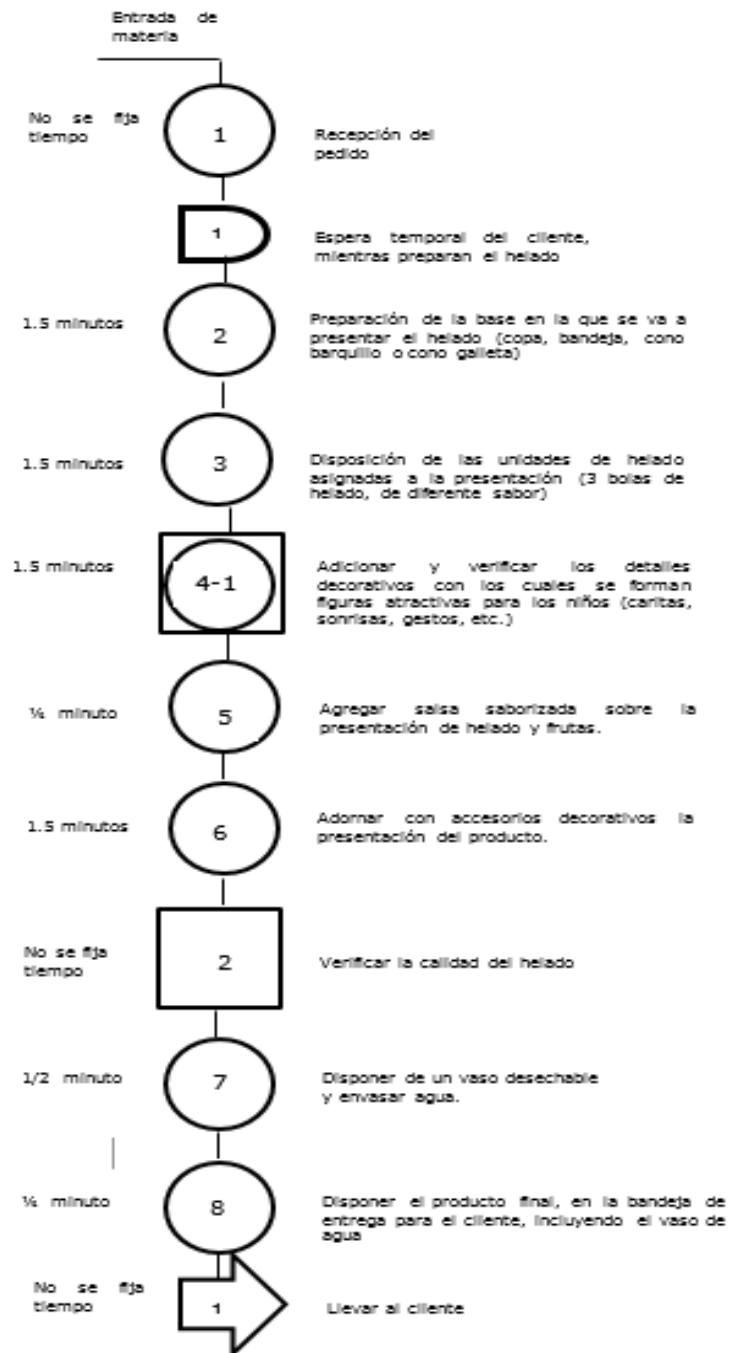 Entrada de
materia
No se fija
tiempo
1
Recepción del
pedido
1
Espera temporal del cliente,
mientras preparan el helado
1.5 minutos
2
Preparación de la base en la que se va a
presentar el helado (copa, bandeja, cono
barquillo o cono galleta)
1.5 minutos
3
Disposición de las unidades de helado
asignadas a la presentación (3 bolas de
helado, de diferente sabor)
1.5 minutos
4-1
Adicionar y verificar los detalles
decorativos con los cuales se forman
figuras atractivas para los niños (caritas,
sonrisas, gestos, etc.)
minuto
5
Agregar salsa saborizada sobre la
presentación de helado y frutas.
1.5 minutos
6
Adornar con accesorios decorativos la
presentación del producto.
No se fija
tiempo
2
Verificar la calidad del helado
1/2 minuto
7
Disponer de un vaso desechable
y envasar agua.
minuto
8
Disponer el producto final, en la bandeja de
entrega para el cliente, incluyendo el vaso de
agua
No se fija
tiempo
1
Llevar al cliente